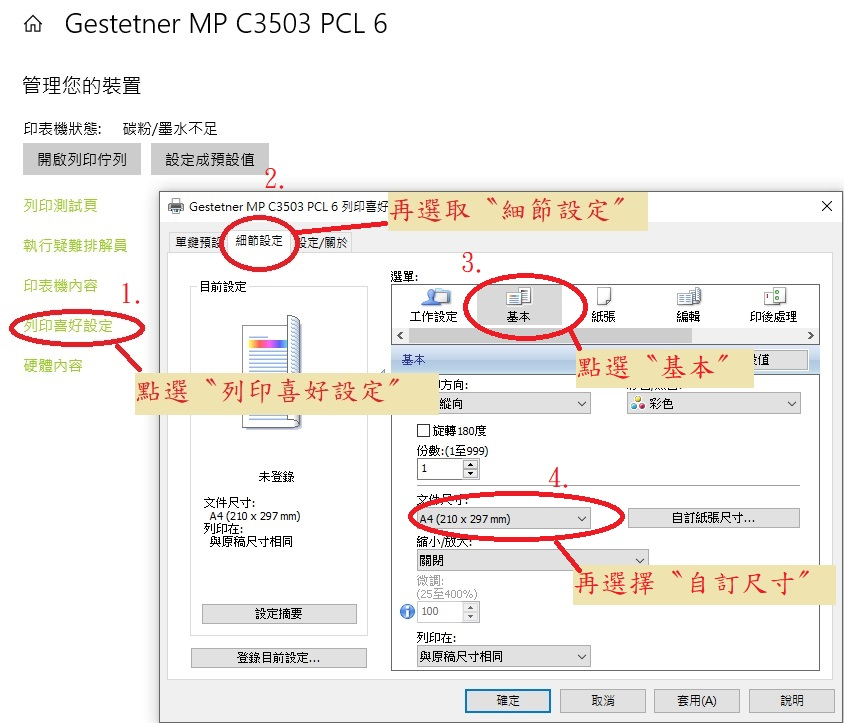 Gestetner MP C3503 PCL 6
管理您的裝置
印表機狀態: 碳粉/墨水不足
開啟列印佇列 設定成預設值
列印測試頁
執行疑難排解員
印表機內容
列印喜好設定
硬體內容
1.
點選〝列印喜好設定〞
2.
再選取〝細節設定〞
Gestetner MP C3503 PCL 6 列印喜好
單鍵預設 細節設定 設定/關於
目前設定
未登錄
文件尺寸:
A4 (210 x 297 mm)
列印在:
與原稿尺寸相同
設定摘要
登錄目前設定...
3.
選單:
工作設定 基本 紙張 編輯 印後處理
點選〝基本〞
基本
印方向:
縱向
彩色
旋轉180度
份數:(1至999)
1
4.
文件尺寸:
A4 (210 x 297 mm)
自訂紙張尺寸...
再選擇〝自訂尺寸〞
縮小/放大:
關閉
微調:
(25至400%)
100
列印在:
與原稿尺寸相同
確定 取消 套用(A) 說明